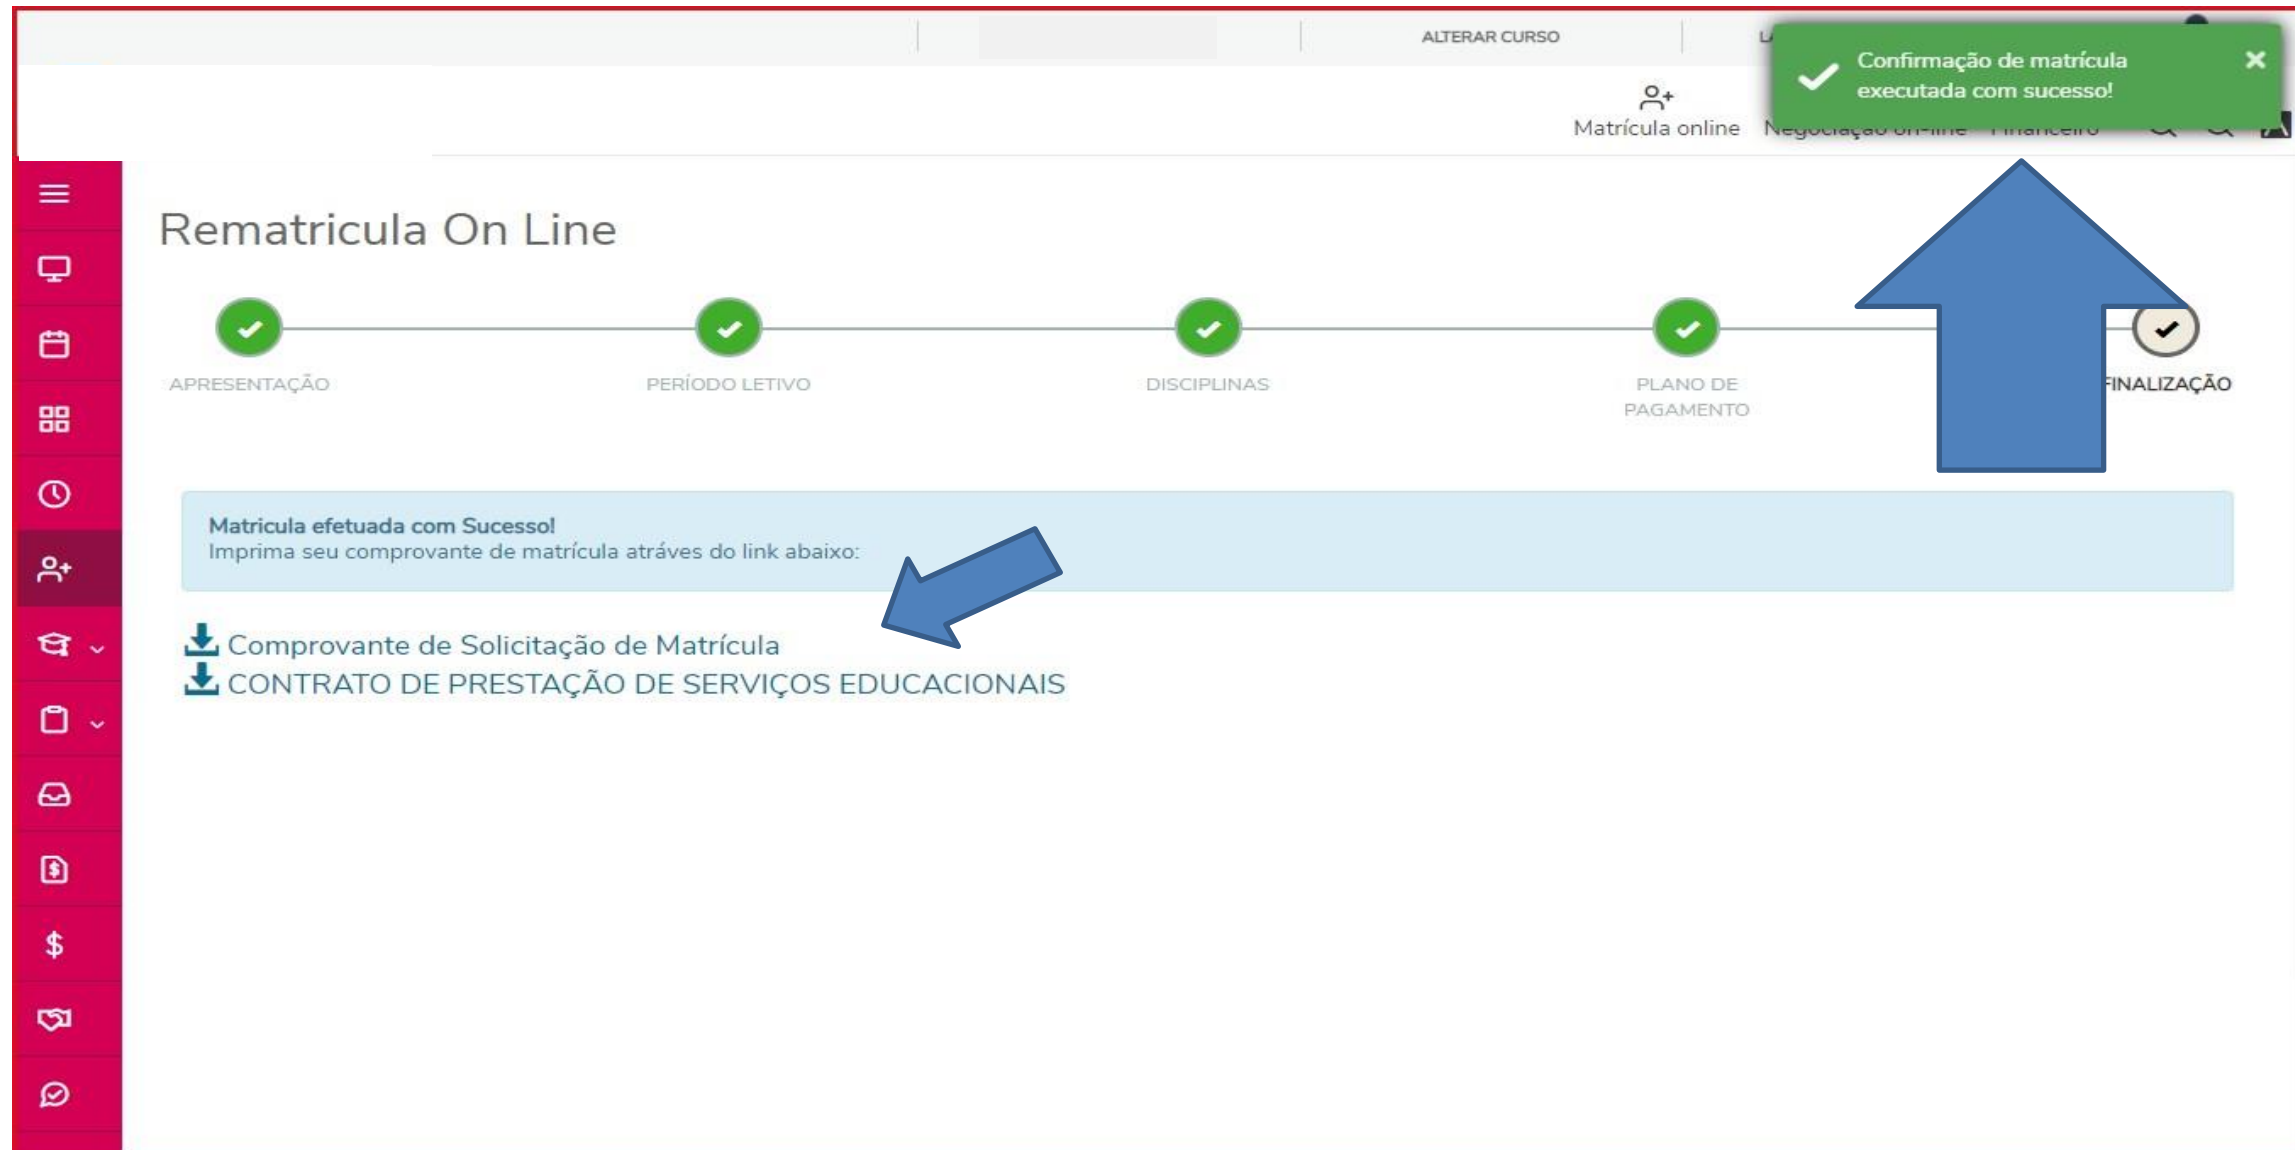 ALTERAR CURSO
Confirmação de matrícula
executada com sucesso!
Matrícula online
Rematricula On Line
APRESENTAÇÃO
PERÍODO LETIVO
DISCIPLINAS
PLANO DE
PAGAMENTO
FINALIZAÇÃO
Matricula efetuada com Sucesso!
Imprima seu comprovante de matrícula atráves do link abaixo:
Comprovante de Solicitação de Matrícula
CONTRATO DE PRESTAÇÃO DE SERVIÇOS EDUCACIONAIS